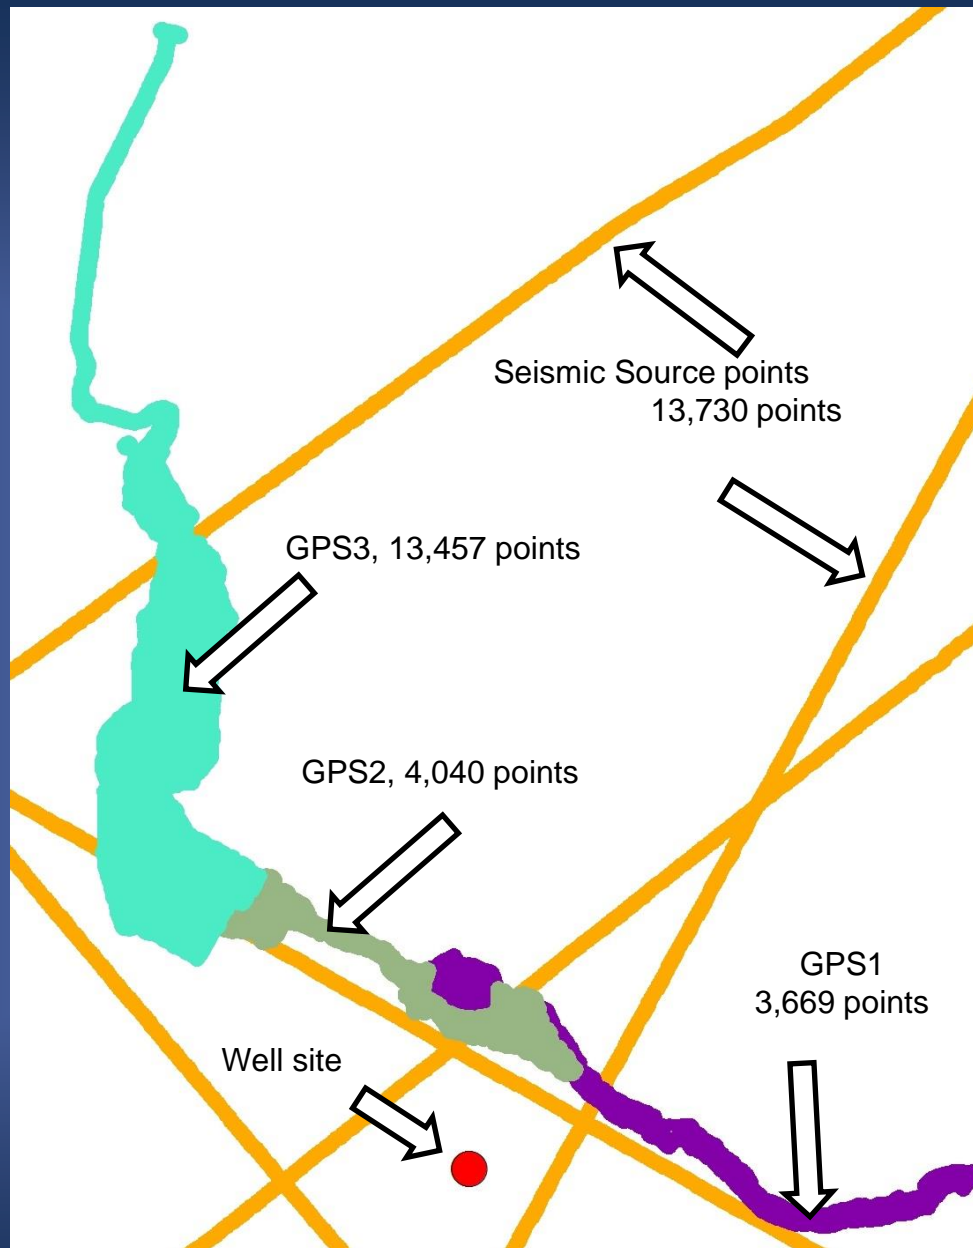 Seismic Source points
13,730 points
GPS3, 13,457 points
GPS2, 4,040 points
GPS1
3,669 points
Well site